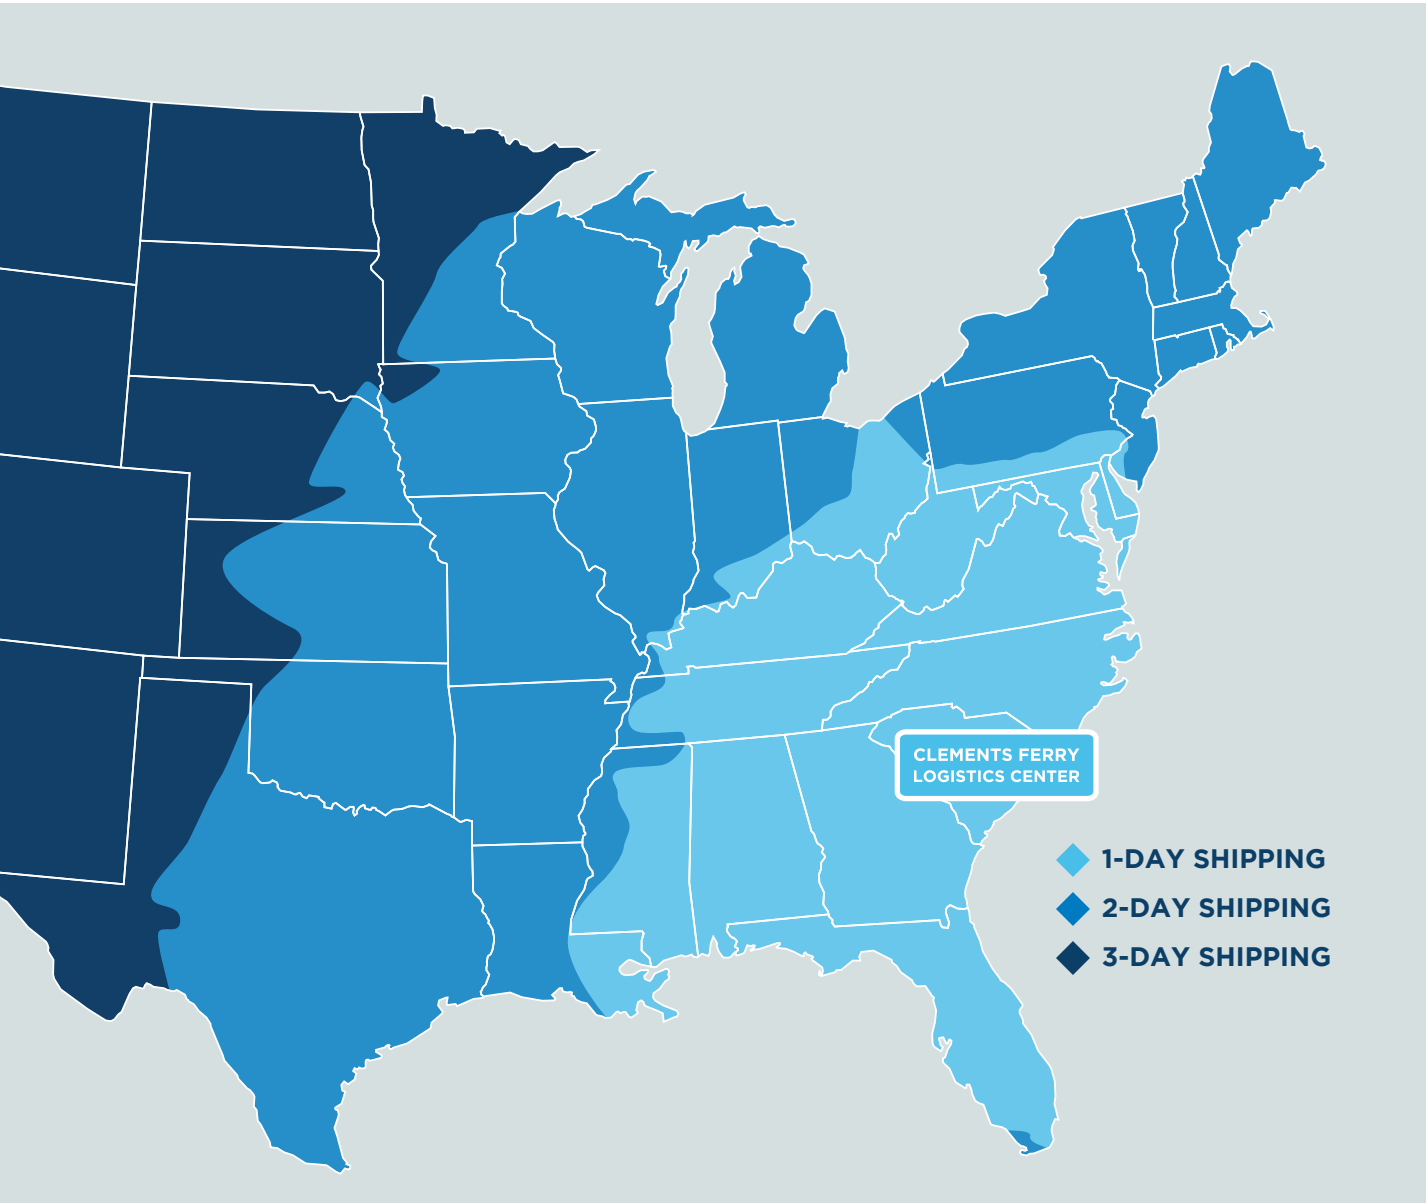 CLEMENTS FERRY
LOGISTICS CENTER
1-DAY SHIPPING
2-DAY SHIPPING
3-DAY SHIPPING